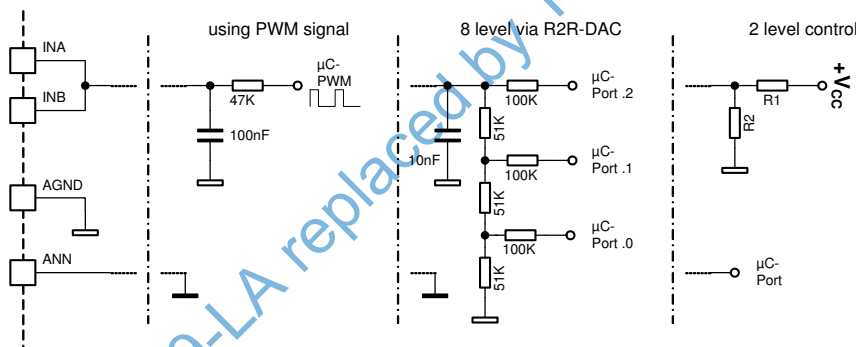 using PWM signal
8 level via R2R-DAC
2 level control
INA
INB
AGND
ANN
47K
100nF
µC-
PWM
10nF
100K
µC-
Port .2
51K
100K
µC-
Port .1
51K
100K
µC-
Port .0
51K
R1
R2
+VCC
µC-
Port
-LA replaced by